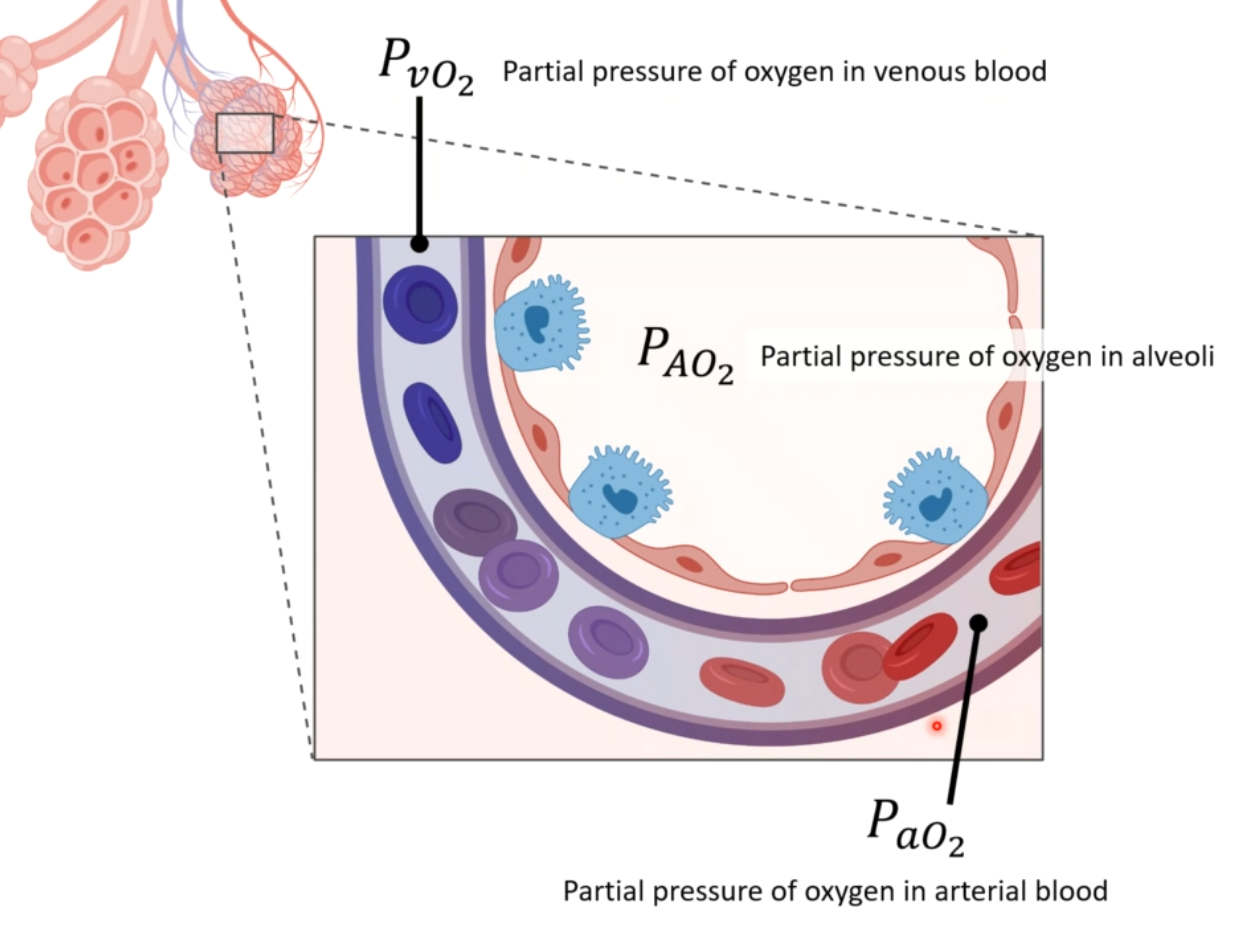 P_{vO_2} Partial pressure of oxygen in venous blood
P_{AO_2} Partial pressure of oxygen in alveoli
P_{aO_2}
Partial pressure of oxygen in arterial blood